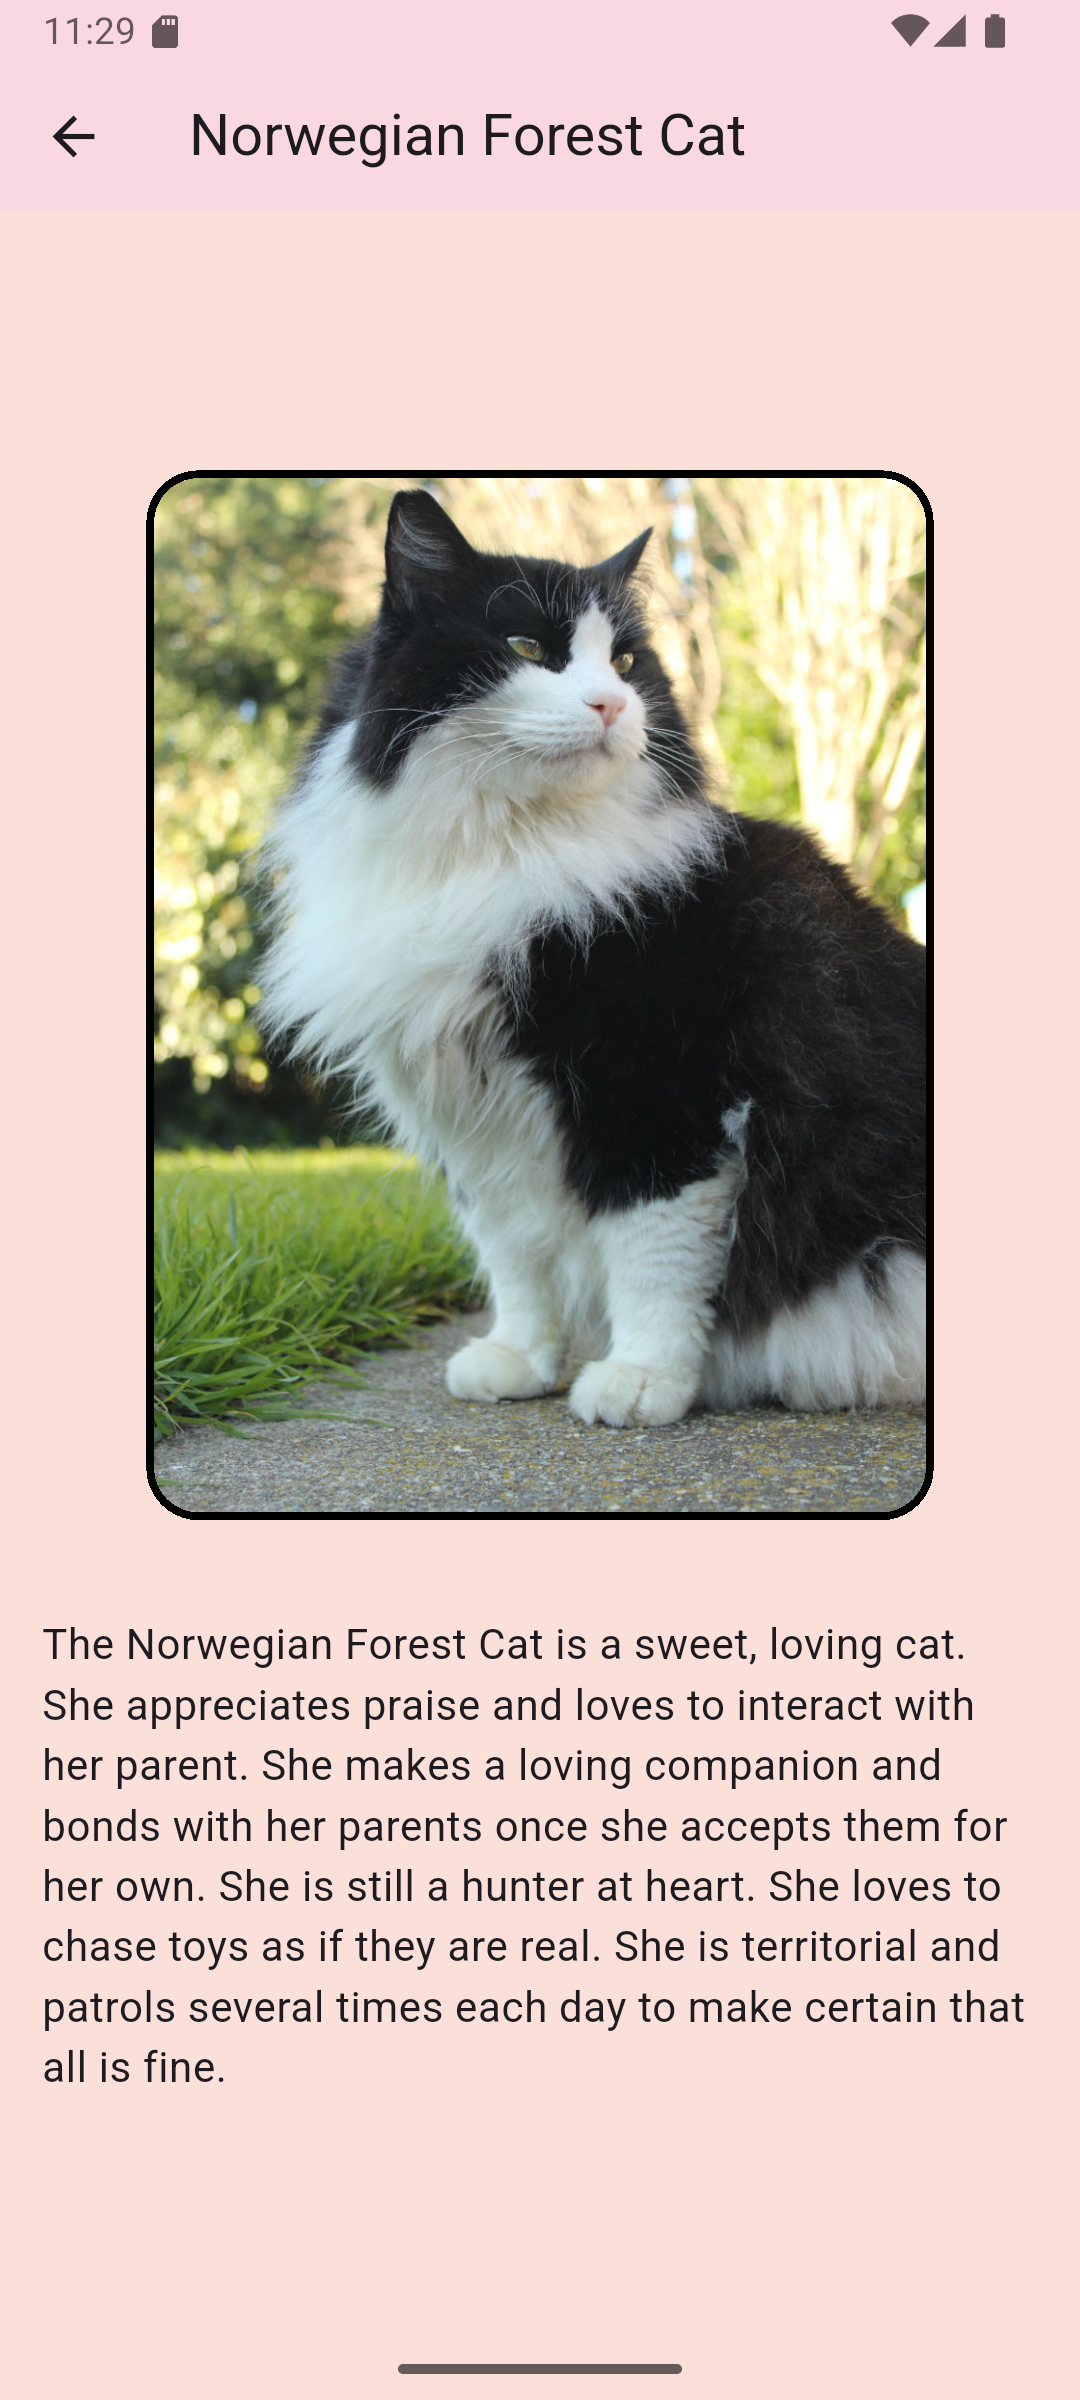 11:29
Norwegian Forest Cat
The Norwegian Forest Cat is a sweet, loving cat.
She appreciates praise and loves to interact with
her parent. She makes a loving companion and
bonds with her parents once she accepts them for
her own. She is still a hunter at heart. She loves to
chase toys as if they are real. She is territorial and
patrols several times each day to make certain that
all is fine.